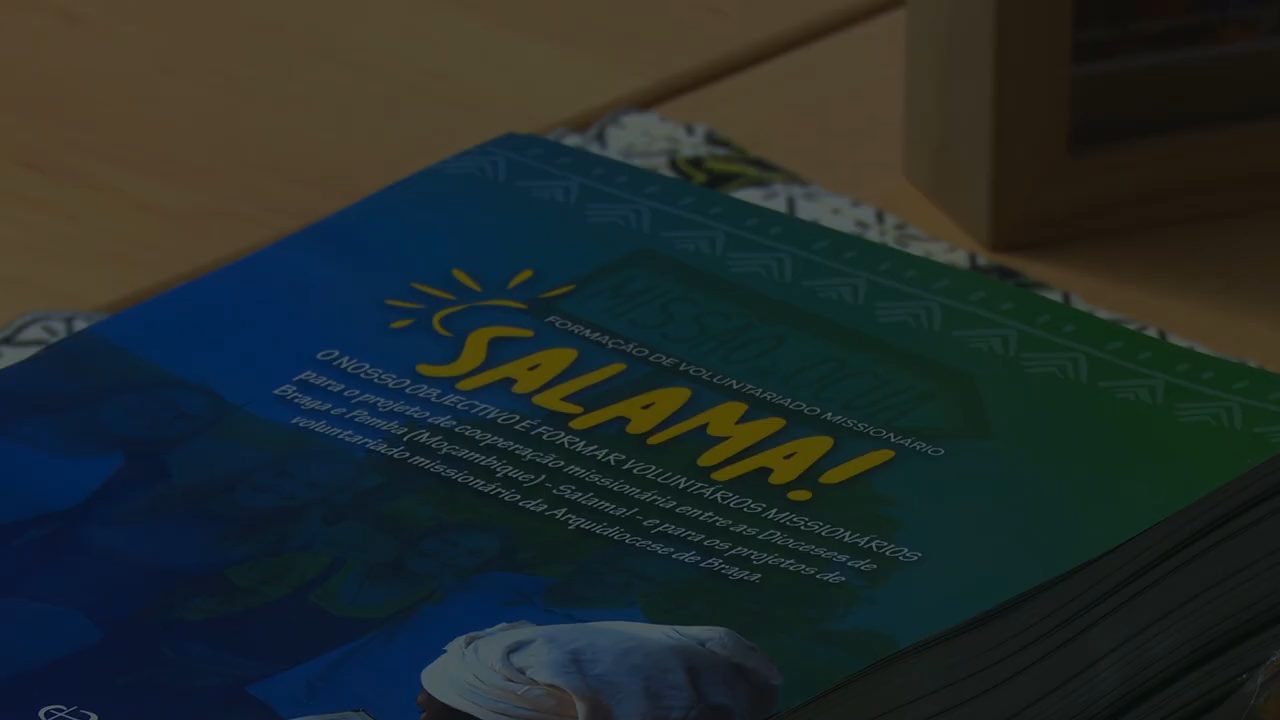 MISSÃO
FORMAÇÃO DE VOLUNTARIADO MISSIONÁRIO
SALAMA!
O NOSSO OBJECTIVO É FORMAR VOLUNTÁRIOS MISSIONÁRIOS
para o projeto de cooperação missionária entre as Dioceses de
Braga e Pemba (Moçambique) - Salama! - e para os projetos de
voluntariado missionário da Arquidiocese de Braga.